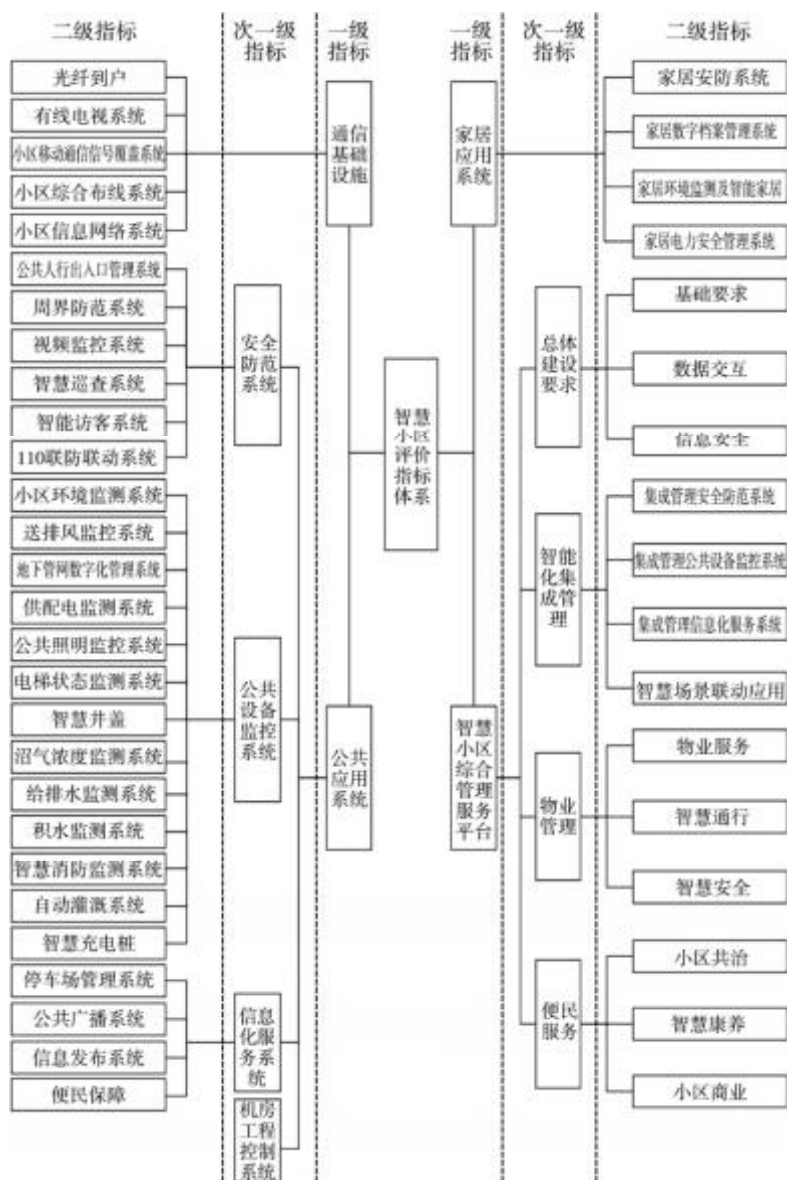 二级指标
次一级
指标
一级
指标
一级
指标
次一级
指标
二级指标
光纤到户
有线电视系统
小区移动通信信号覆盖系统
小区综合布线系统
小区信息网络系统
公共人行出入口管理系统
周界防范系统
视频监控系统
智慧巡查系统
智能访客系统
110联防联动系统
小区环境监测系统
送排风监控系统
地下管网数字化管理系统
供配电监测系统
公共照明监控系统
电梯状态监测系统
智慧井盖
沼气浓度监测系统
给排水监测系统
积水监测系统
智慧消防监测系统
自动灌溉系统
智慧充电桩
停车场管理系统
公共广播系统
信息发布系统
便民保障
安全
防范
系统
公共
设备
监控
系统
信息
化服
务系
统
机房
工程
控制
系统
通信
基础
设施
公共
应用
系统
智慧
小区
评价
指标
体系
家居
应用
系统
智慧
小区
综合
管理
服务
平台
总体
建设
要求
智能
化集
成管
理
物业
管理
便民
服务
家居安防系统
家居数字档案管理系统
家居环境监测及智能家居
家居电力安全管理系统
基础要求
数据交互
信息安全
集成管理安全防范系统
集成管理公共设备监控系统
集成管理信息化服务系统
智慧场景联动应用
物业服务
智慧通行
智慧安全
小区共治
智慧康养
小区商业